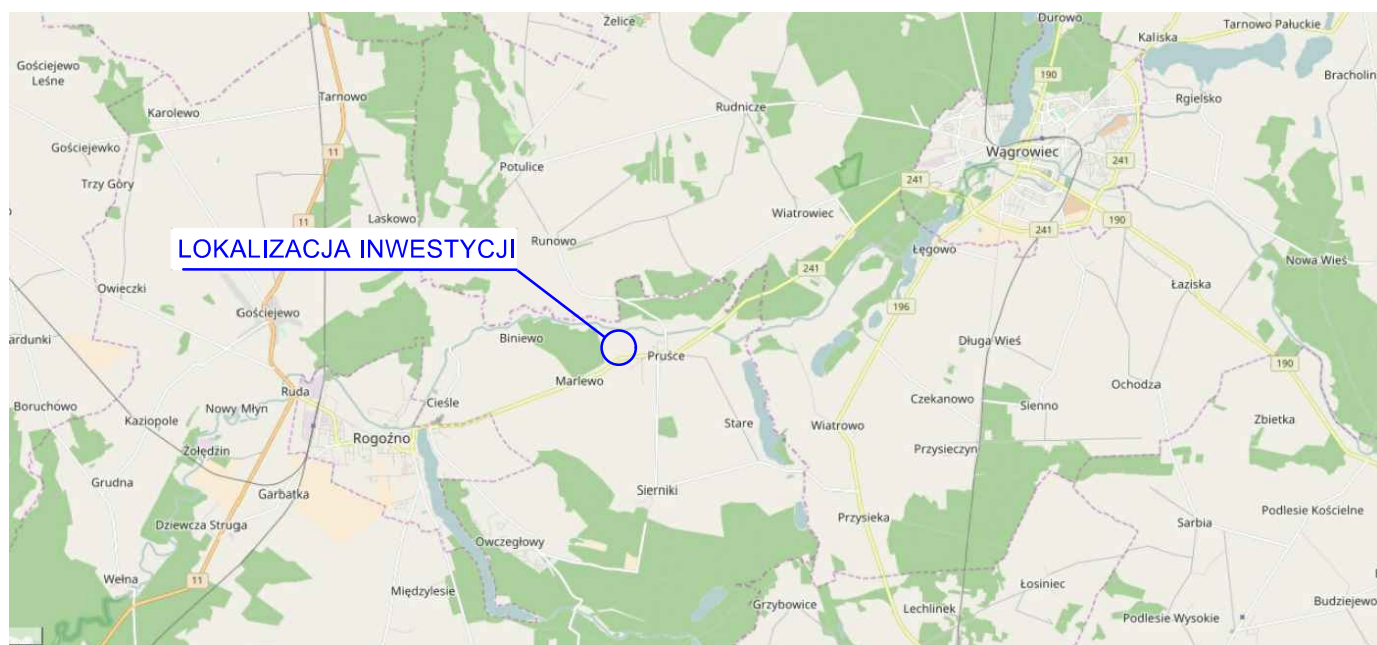 Żelice
Durowo
Tarnowo Pałuckie
Kaliska
Gościejewo
Leśne
190
Bracholin
Tarnowo
Rgielsko
Karolewo
Rudnicze
Gościejewko
11
Wągrowiec
241
Potulice
Trzy Góry
241
Laskowo
11
Wiatrowiec
190
241
LOKALIZACJA INWESTYCJI
Runowo
Łęgowo
Nowa Wieś
241
Owieczki
Łaziska
Gościejewo
196
ardunki
Biniewo
Długa Wieś
Pruśce
190
Marlewo
Ochodza
Ruda
Boruchowo
Nowy Młyn
Cieśle
Czekanowo
Sienno
Kaziopole
Stare
Wiatrowo
Zbietka
Rogoźno
Żołędzin
Przysieczyn
Grudna
Garbatka
Sierniki
Podlesie Kościelne
Dziewcza Struga
Przysieka
Sarbia
Owczegłowy
Wełna
11
Międzylesie
Łosiniec
Grzybowice
Lechlinek
Budziejewo
Podlesie Wysokie